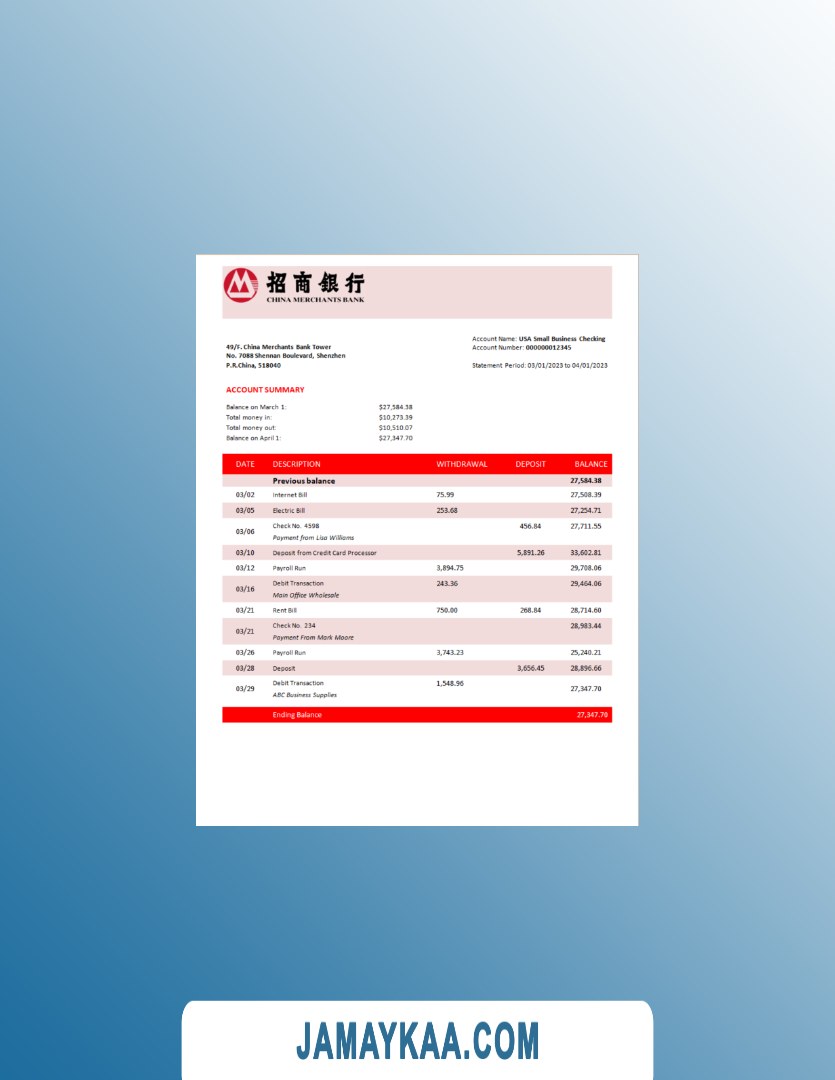 招商银行
CHINA MERCHANTS BANK
Account Name: USA Small Business Checking
49/F. China Merchants Bank Tower
Account Number: 000000012345
No. 7088 Shennan Boulevard, Shenzhen
P.R.China, 518040
Statement Period: 03/01/2023 to 04/01/2023
ACCOUNT SUMMARY
Balance on March 1: $27,584.38
Total money in: $10,273.39
Total money out: $10,510.07
Balance on April 1: $27,347.70
DATE DESCRIPTION WITHDRAWAL DEPOSIT BALANCE
Previous balance 27,584.38
03/02 Internet Bill 75.99 27,508.39
03/05 Electric Bill 253.68 27,254.71
03/06 Check No. 4598 456.84 27,711.55
Payment from Lisa Williams
03/10 Deposit from Credit Card Processor 5,891.26 33,602.81
03/12 Payroll Run 3,894.75 29,708.06
03/16 Debit Transaction 243.36 29,464.06
Main Office Wholesale
03/21 Rent Bill 750.00 268.84 28,714.60
03/21 Check No. 234 28,983.44
Payment From Mark Moore
03/26 Payroll Run 3,743.23 25,240.21
03/28 Deposit 3,656.45 28,896.66
03/29 Debit Transaction 1,548.96 27,347.70
ABC Business Supplies
Ending Balance 27,347.70
JAMAYKAA.COM